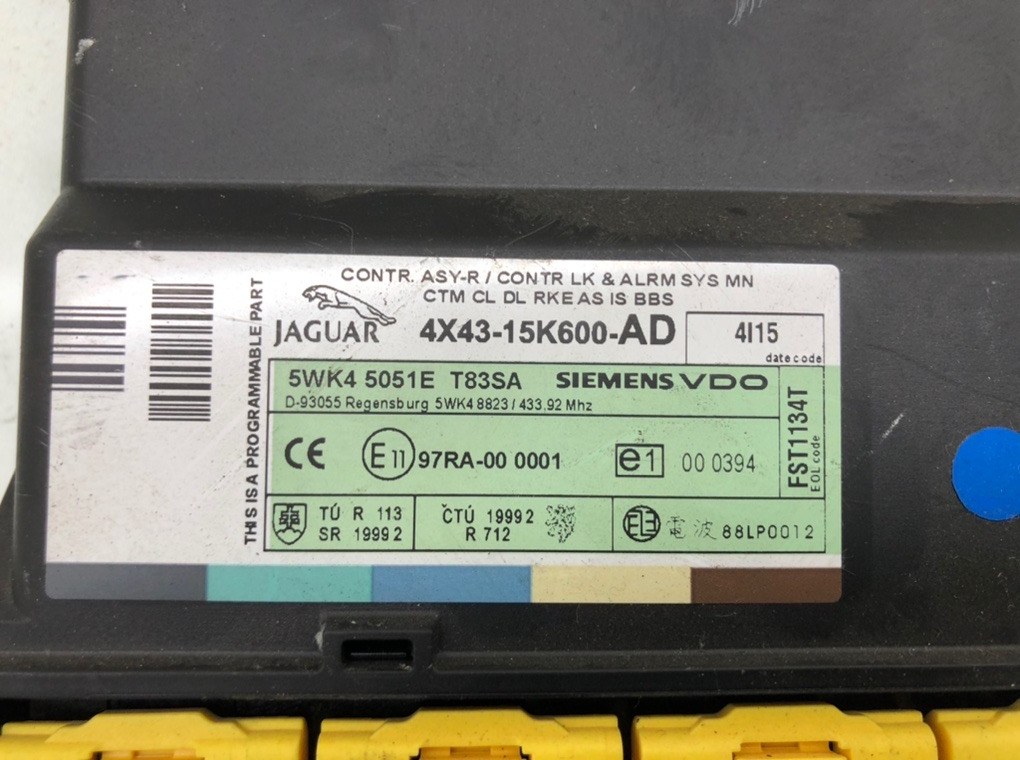 CONTR. ASY-R / CONTR LK & ALRM SYS MN
CTM CL DL RKE AS IS BBS
JAGUAR 4X43-15K600-AD
4I15
date code
THIS IS A PROGRAMMABLE PART
5WK4 5051E T83SA SIEMENS VDO
D-93055 Regensburg 5WK4 8823 / 433.92 Mhz
CE E11 97RA-00 0001 e1 00 0394
FST1134T
EOL code
TÚ R 113
SR 1999 2
ČTÚ 1999 2
R 712
電波 88LP0012